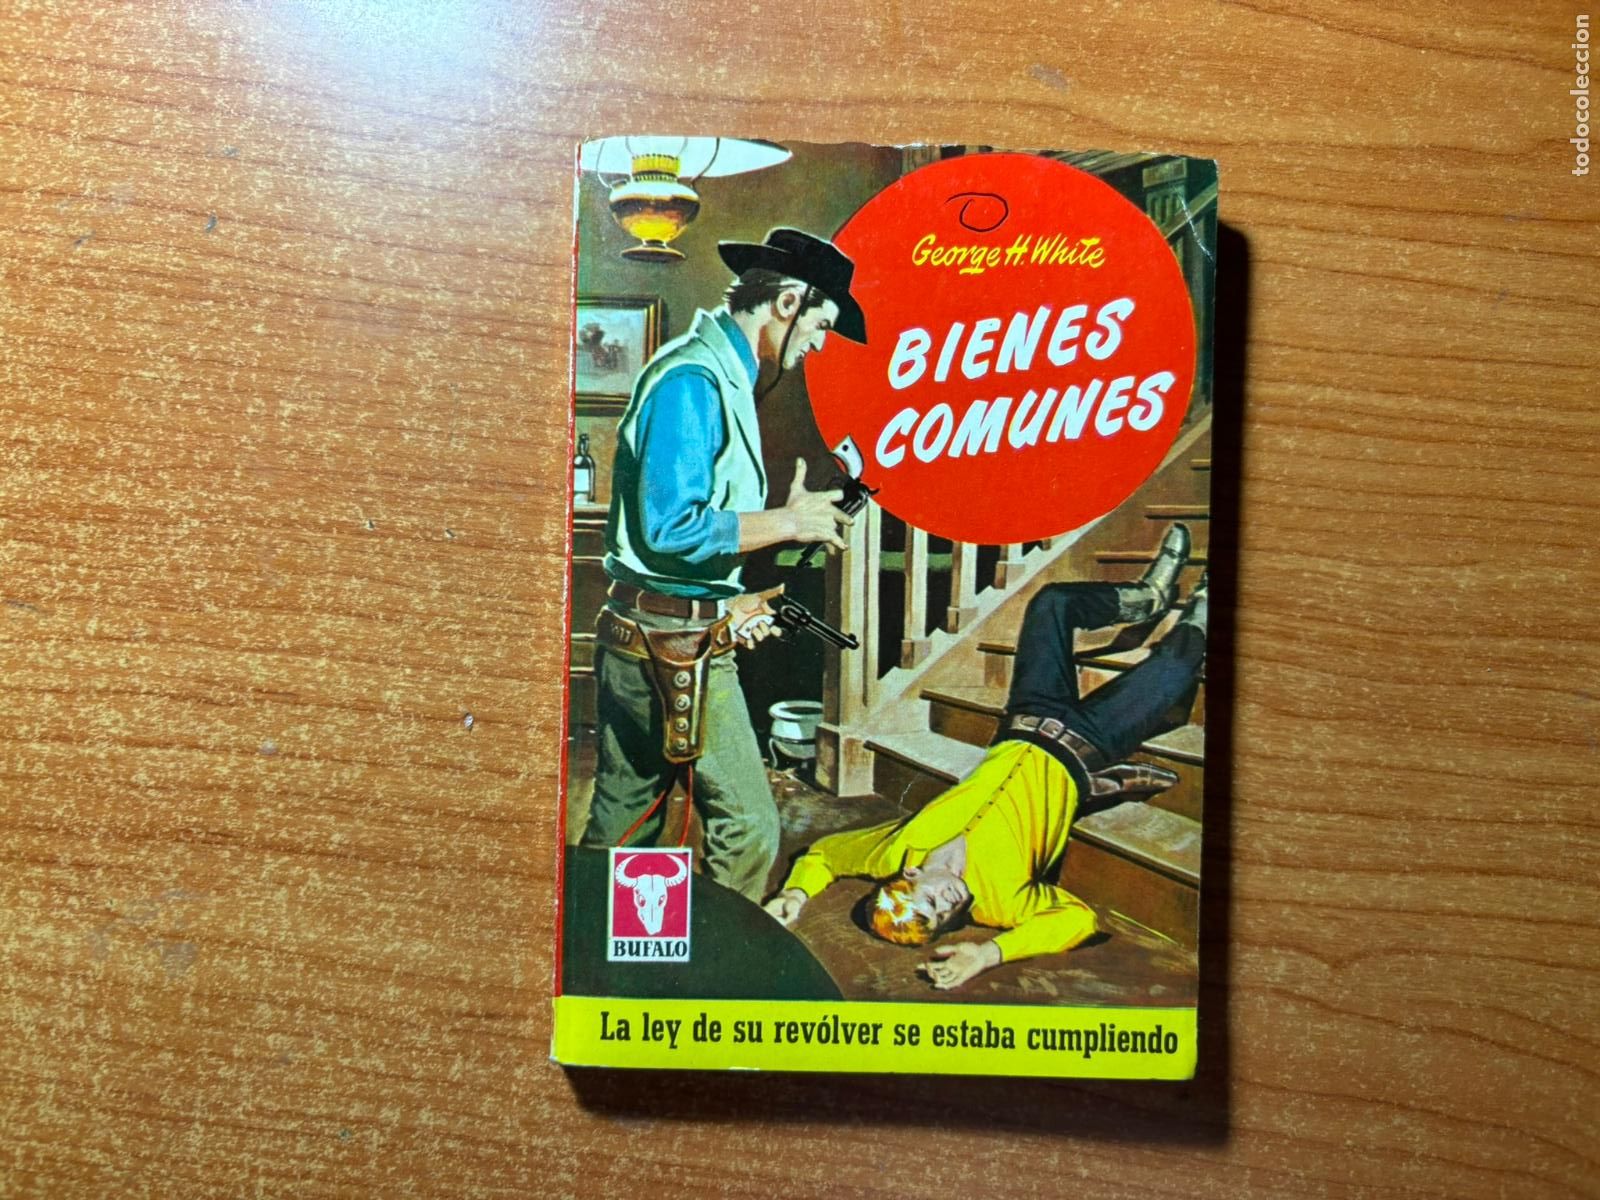 George H. White
BIENES
COMUNES
BUFALO
La ley de su revólver se estaba cumpliendo
todocoleccion